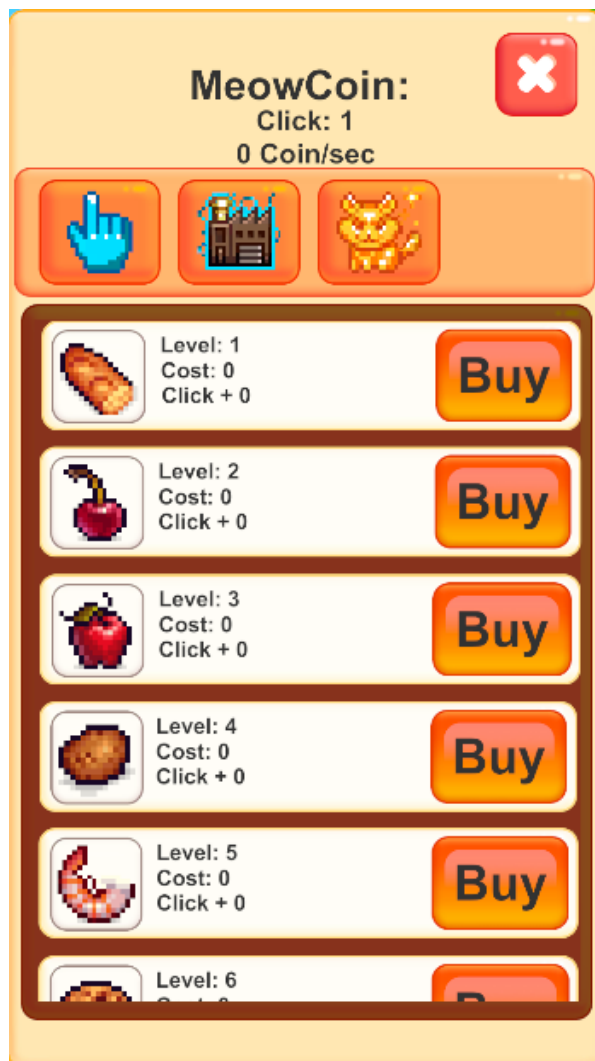 MeowCoin:
Click: 1
0 Coin/sec
Level: 1
Cost: 0
Click + 0
Buy
Level: 2
Cost: 0
Click + 0
Buy
Level: 3
Cost: 0
Click + 0
Buy
Level: 4
Cost: 0
Click + 0
Buy
Level: 5
Cost: 0
Click + 0
Buy
Level: 6